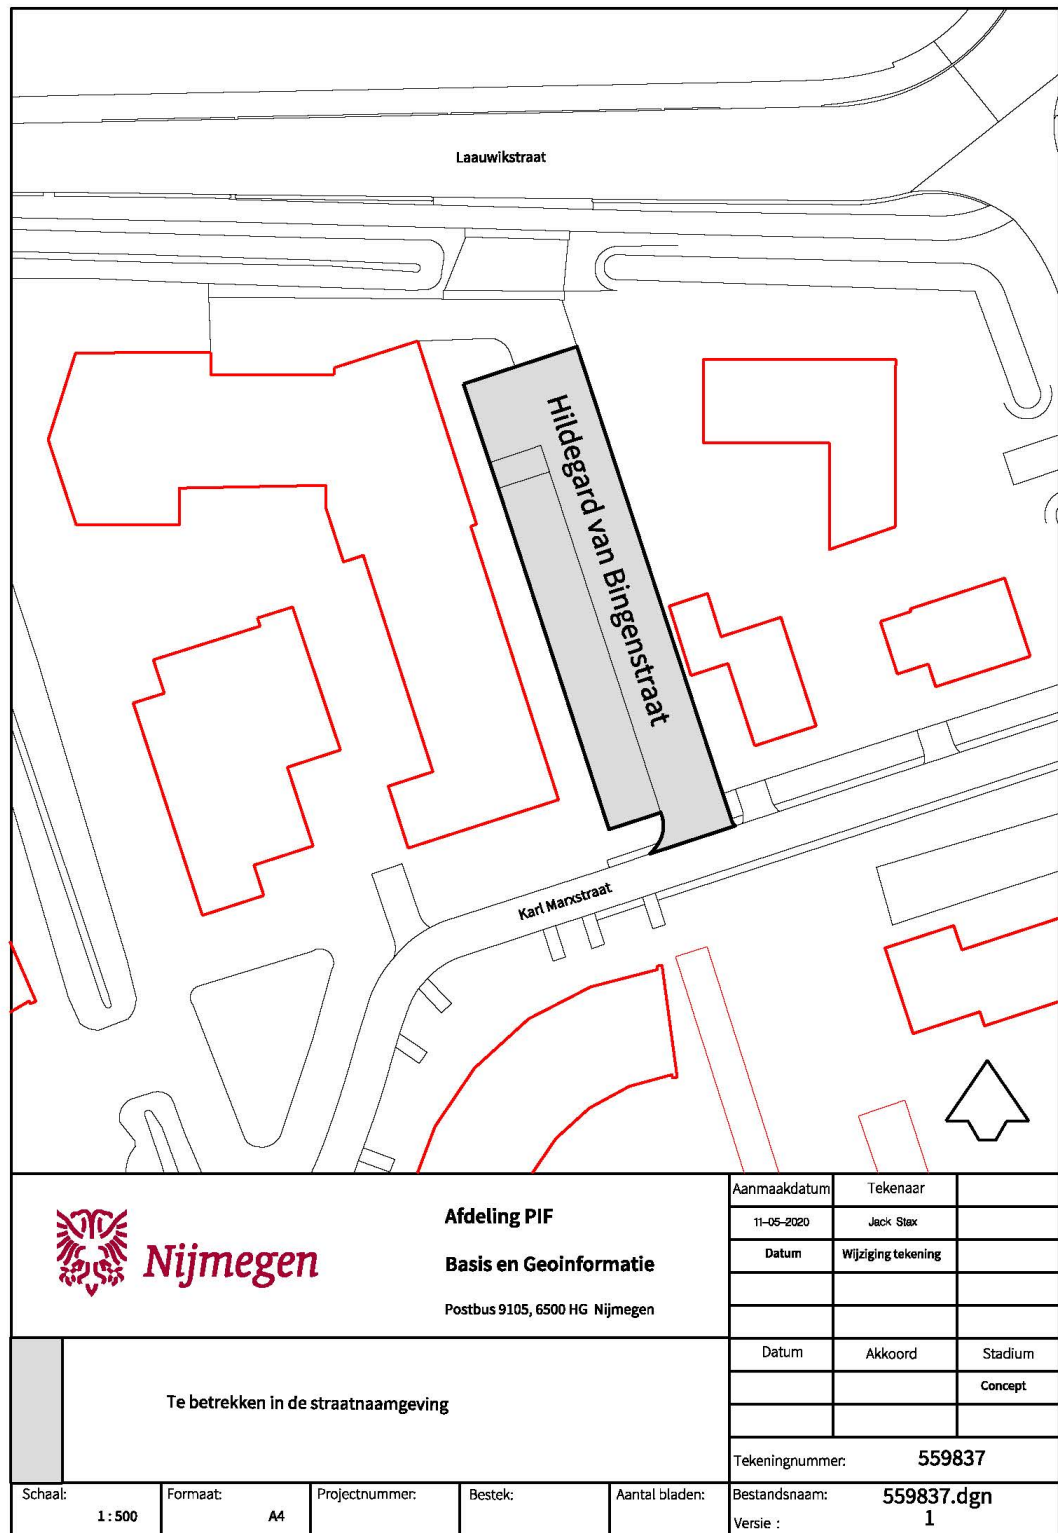 Laauwikstraat
Hildegard van Bingenstraat
Karl Marxstraat
Nijmegen
Afdeling PIF
Basis en Geoinformatie
Postbus 9105, 6500 HG Nijmegen
Aanmaakdatum Tekenaar
11-05-2020 Jack Stax
Datum Wijziging tekening
Datum Akkoord Stadium
Concept
Te betrekken in de straatnaamgeving
Tekeningnummer: 559837
Schaal: 1 : 500
Formaat: A4
Projectnummer:
Bestek:
Aantal bladen:
Bestandsnaam: 559837.dgn
Versie : 1